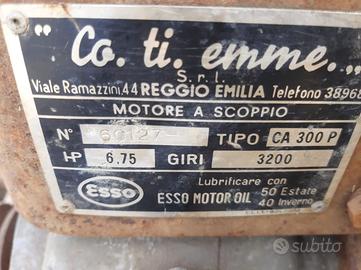 "Co. ti. emme."
S.r.l.
Viale Ramazzini,44 REGGIO EMILIA Telefono 38968
MOTORE A SCOPPIO
N° 60127 TIPO CA 300 P
HP 6.75 GIRI 3200
Esso
Lubrificare con
ESSO MOTOR OIL 50 Estate
40 Inverno
subito